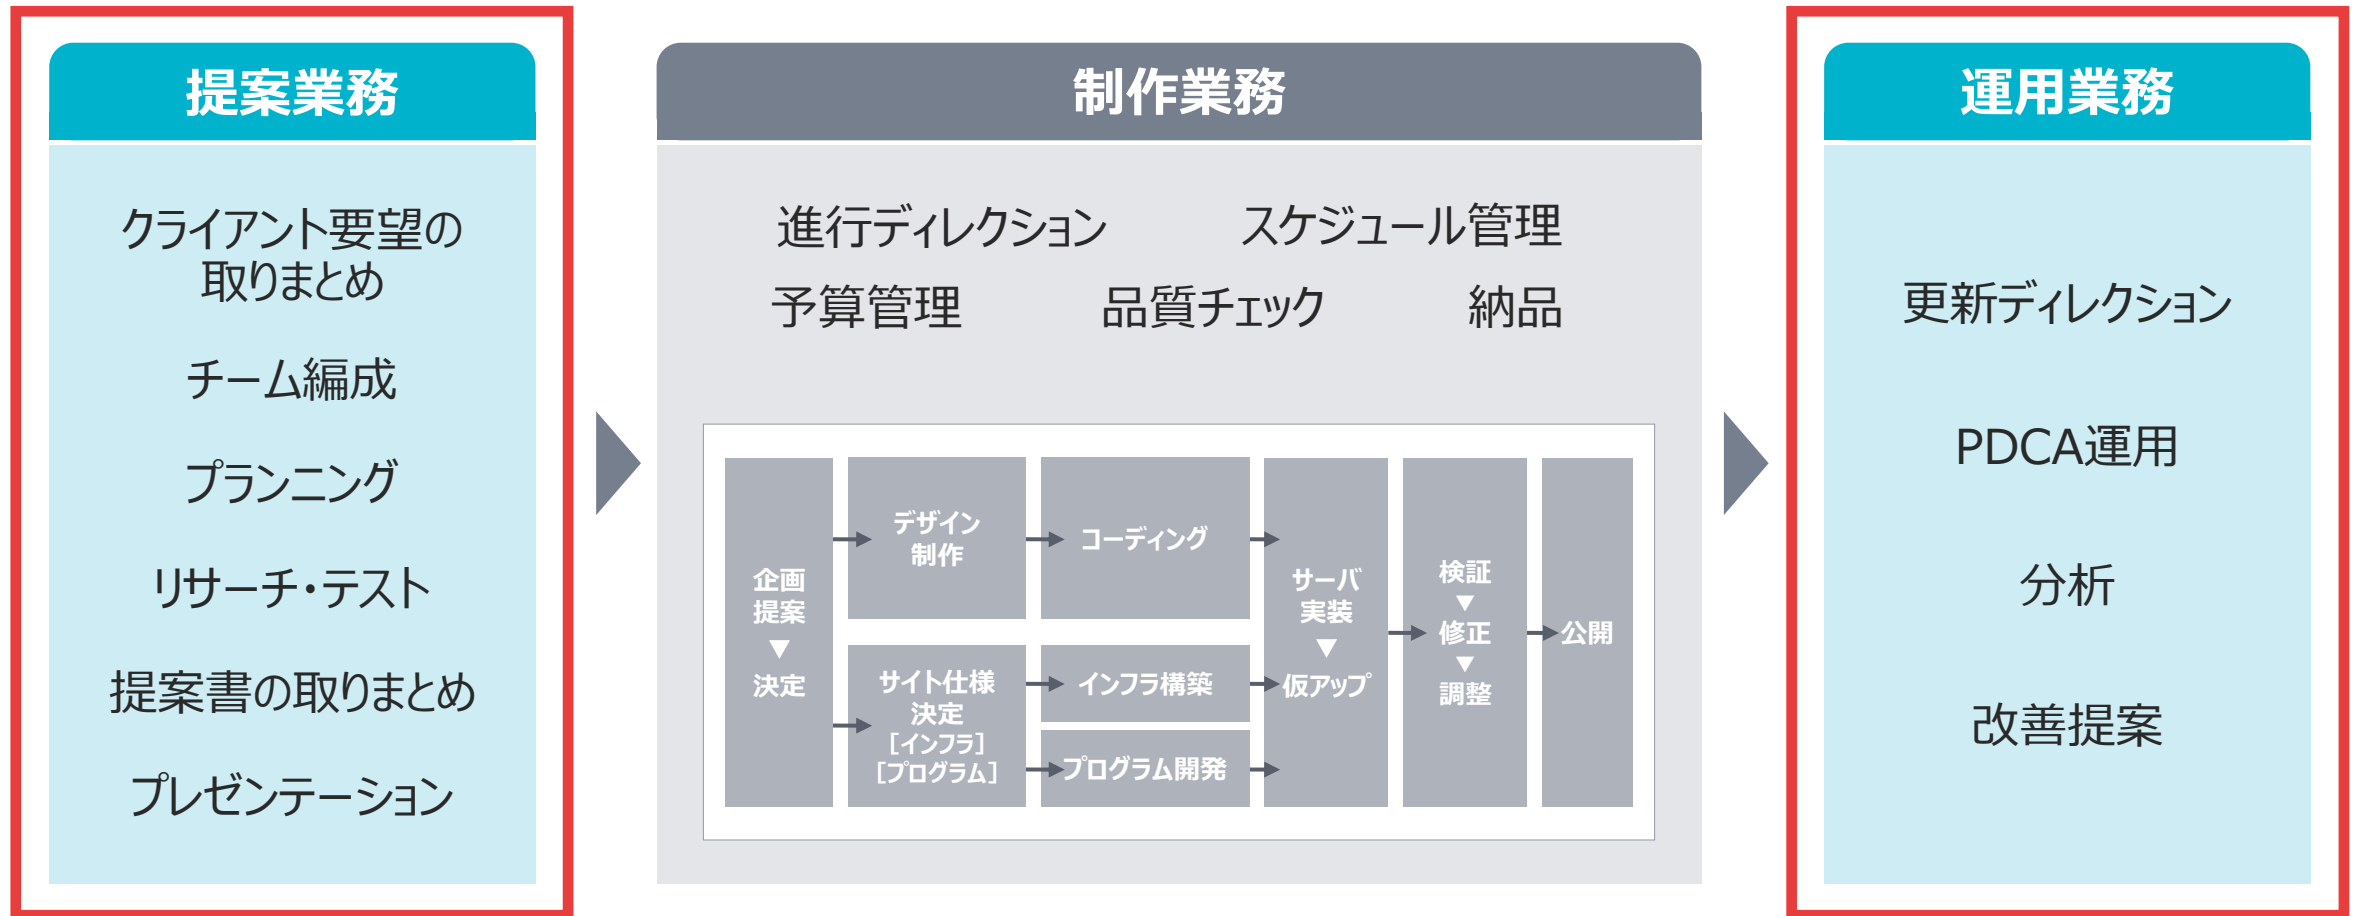 提案業務
クライアント要望の
取りまとめ
チーム編成
プランニング
リサーチ・テスト
提案書の取りまとめ
プレゼンテーション
制作業務
進行ディレクション
スケジュール管理
予算管理
品質チェック
納品
企画
提案
▼
決定
デザイン
制作
コーディング
サイト仕様
決定
［インフラ］
［プログラム］
インフラ構築
プログラム開発
サーバ
実装
▼
仮アップ
検証
▼
修正
▼
調整
公開
運用業務
更新ディレクション
PDCA運用
分析
改善提案